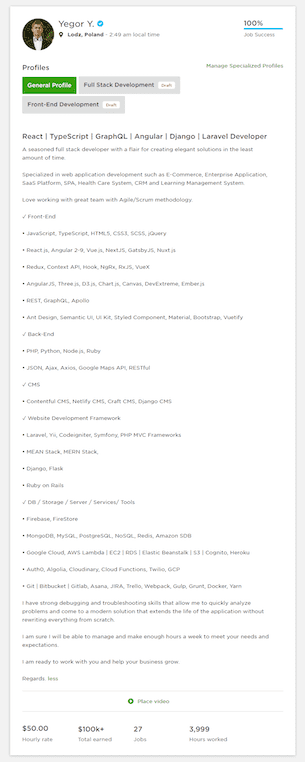 Yegor Y.
Lodz, Poland - 2:49 am local time
100%
Job Success
Profiles
Manage Specialized Profiles
General Profile
Full Stack Development Draft
Front-End Development Draft
React | TypeScript | GraphQL | Angular | Django | Laravel Developer
A seasoned full stack developer with a flair for creating elegant solutions in the least
amount of time.
Specialized in web application development such as E-Commerce, Enterprise Application,
SaaS Platform, SPA, Health Care System, CRM and Learning Management System
Love working with great team with Agile/Scrum methodology.
✓ Front-End
• JavaScript, TypeScript, HTML5, CSS3, SCSS, jQuery
• React.js, Angular 2-9, Vue.js, NextJS, GatsbyJS, Nuxt.js
• Redux, Context API, Hook, NgRx, RxJS, VueX
• AngularJS, Three.js, D3.js, Chart.js, Canvas, DevExtreme, Ember.js
• REST, GraphQL, Apollo
• Ant Design, Semantic UI, UI Kit, Styled Component, Material, Bootstrap, Vuetify
✓ Back-End
• PHP, Python, Node.js, Ruby
• JSON, Ajax, Axios, Google Maps API, RESTful
✓ CMS
• Contentful CMS, Netlify CMS, Craft CMS, Django CMS
✓ Website Development Framework
• Laravel, Yii, Codeigniter, Symfony, PHP MVC Frameworks
• MEAN Stack, MERN Stack,
• Django, Flask
• Ruby on Rails
✓ DB / Storage / Server / Services/ Tools
• Firebase, FireStore
• MongoDB, MySQL, PostgreSQL, NoSQL, Redis, Amazon SDB
• Google Cloud, AWS Lambda | EC2 | RDS | Elastic Beanstalk | S3 | Cognito, Heroku
• Auth0, Algolia, Cloudinary, Cloud Functions, Twilio, GCP
• Git | Bitbucket | Gitlab, Asana, JIRA, Trello, Webpack, Gulp, Grunt, Docker, Yarn
I have strong debugging and troubleshooting skills that allow me to quickly analyze
problems and come to a modern solution that extends the life of the application without
rewriting everything from scratch.
I am sure I will be able to manage and make enough hours a week to meet your needs and
expectations.
I am ready to work with you and help your business grow.
Regards less
Place video
$50.00
Hourly rate
$100k+
Total earned
27
Jobs
3,999
Hours worked